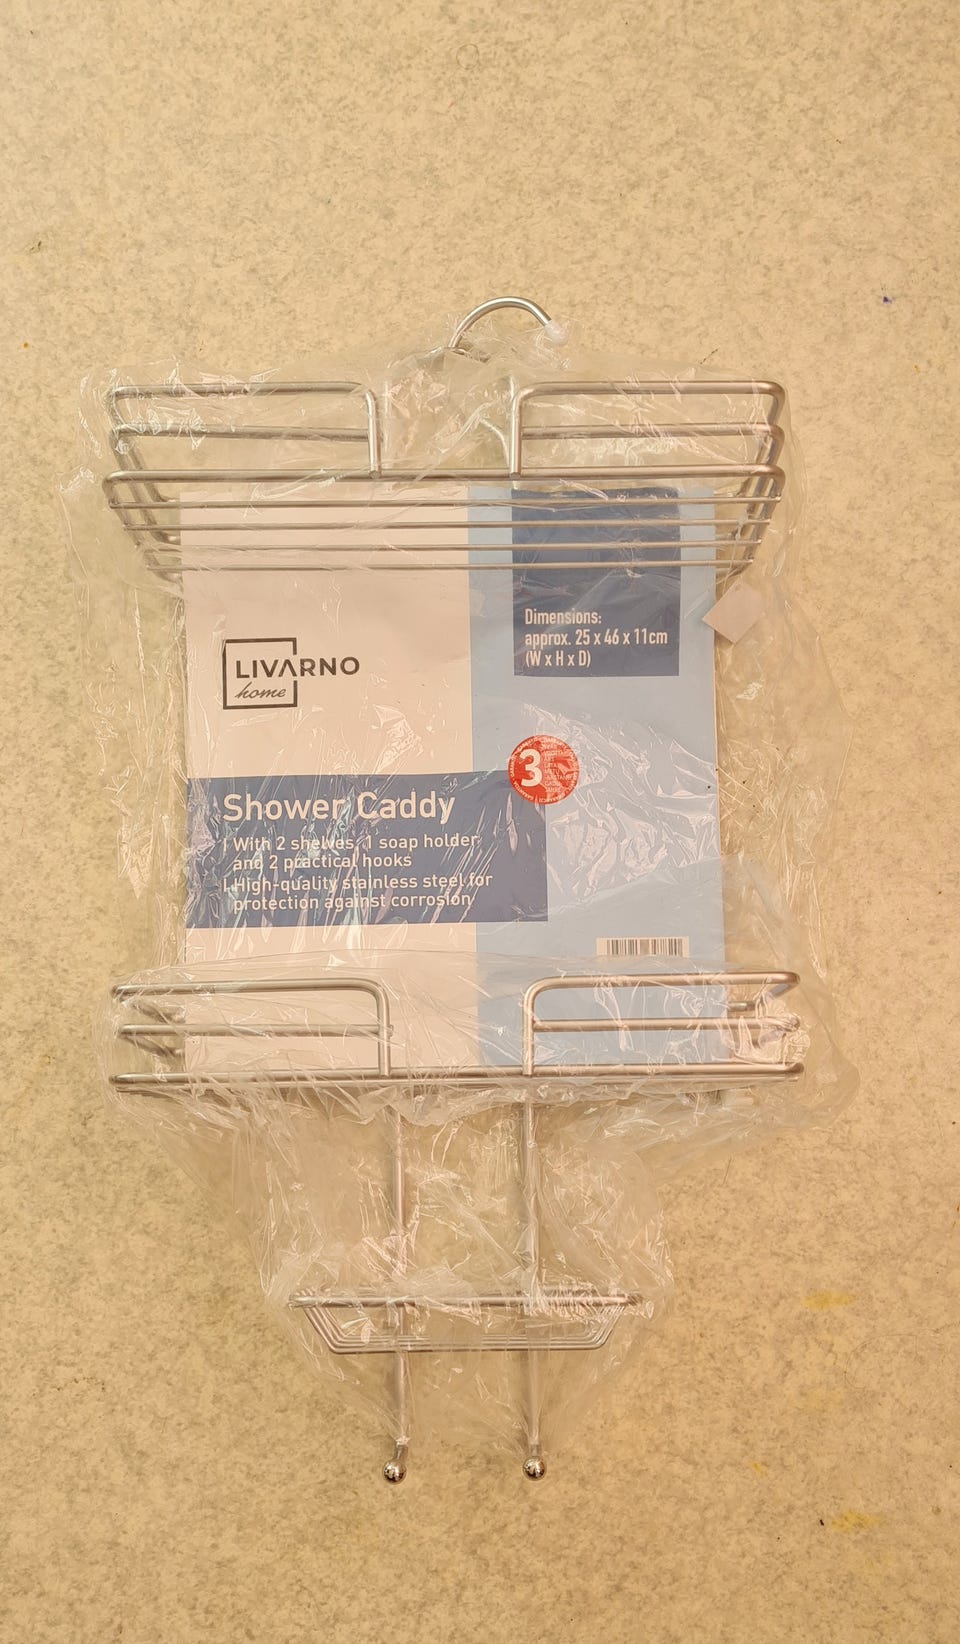 Dimensions:
approx. 25 x 46 x 11cm
(W x H x D)
LIVARNO
home
3
Shower Caddy
With 2 shelves, 1 soap holder
and 2 practical hooks
High-quality stainless steel for
protection against corrosion